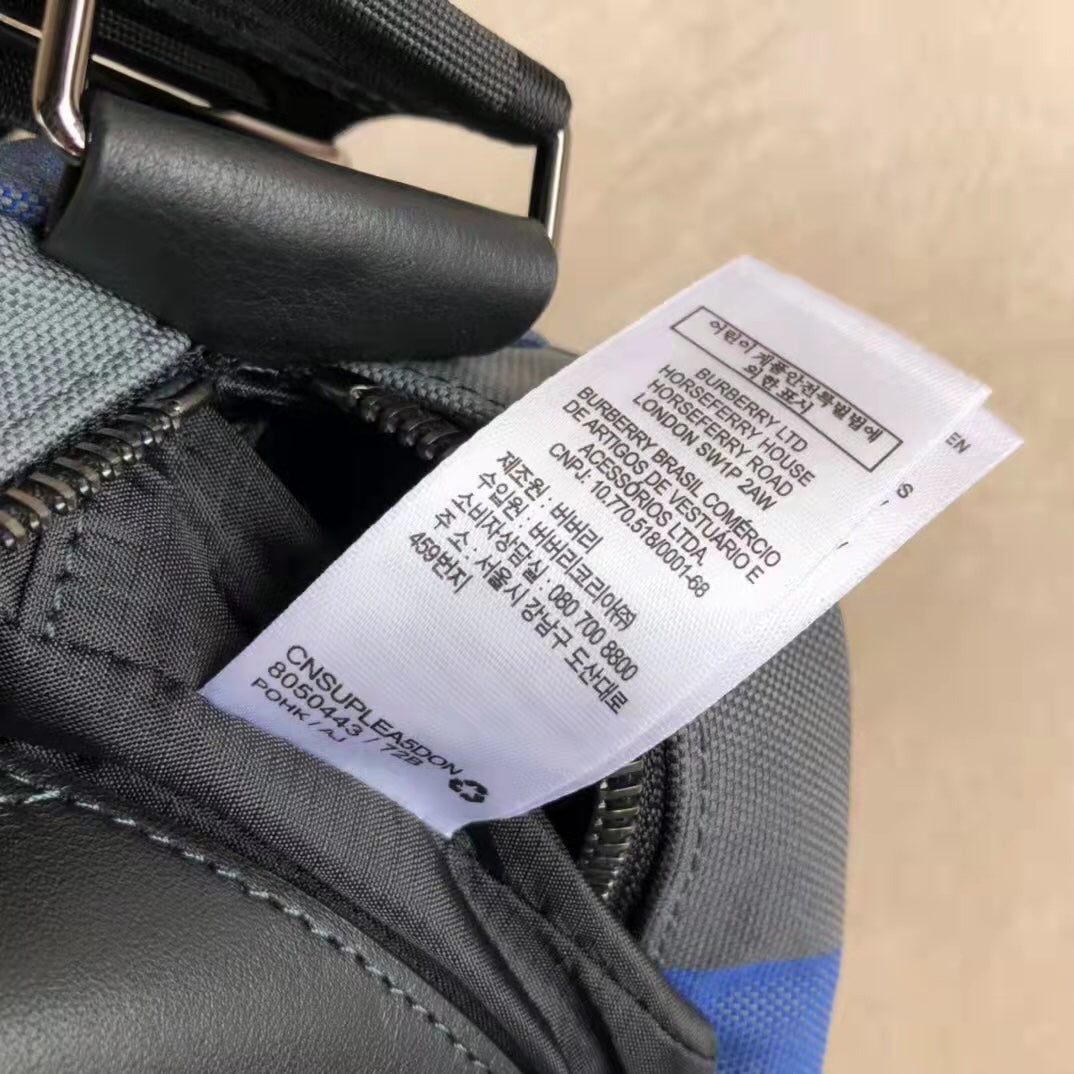 어린이제품안전특별법에
의한 표시
BURBERRY LTD
HORSEFERRY HOUSE
HORSEFERRY ROAD
LONDON SW1P 2AW
BURBERRY BRASIL COMÉRCIO
DE ARTIGOS DE VESTUÁRIO E
ACESSÓRIOS LTDA
CNPJ: 10.770.518/0001-68
제조원 : 버버리
수입원 : 버버리코리아㈜
소비자상담실 : 080 700 8800
주소 : 서울시 강남구 도산대로
459번지
CNSUPLEA5DON
8050443 / 72B
POHK / AJ
EN
S